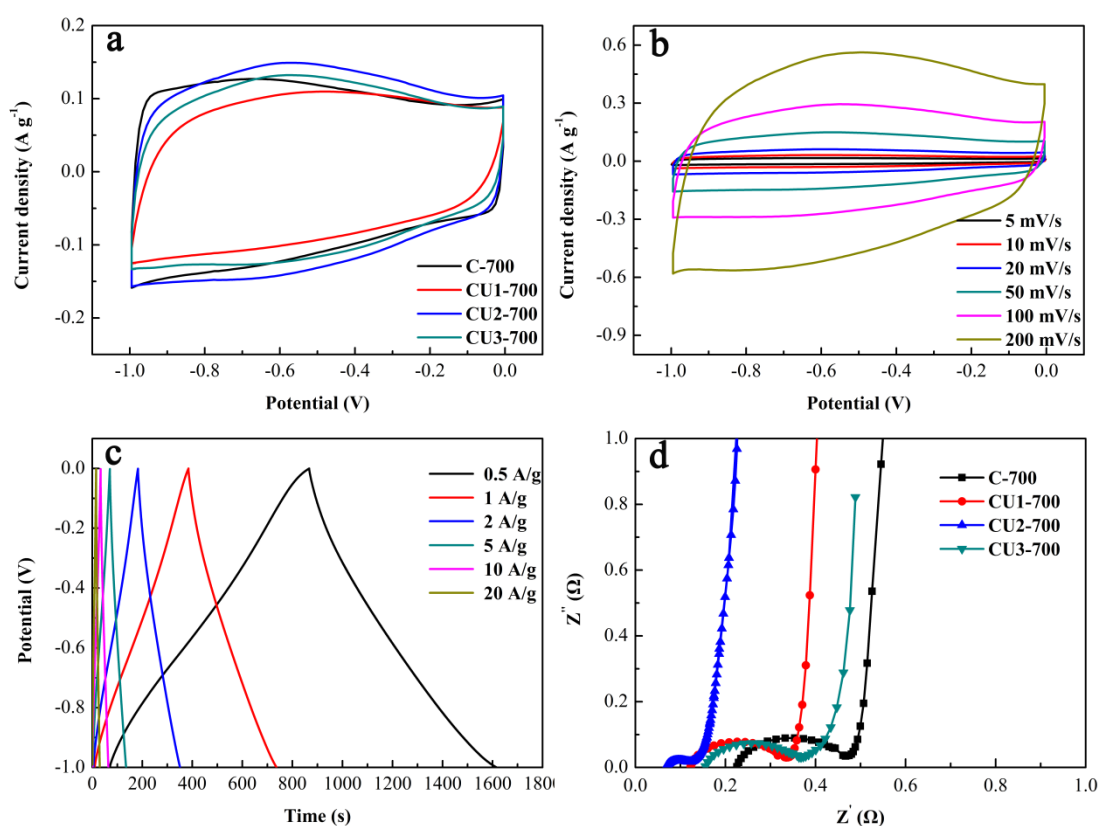 a
0.2
0.1
0.0
-0.1
-0.2
Current density (A g-1)
-1.0 -0.8 -0.6 -0.4 -0.2 0.0
Potential (V)
C-700
CU1-700
CU2-700
CU3-700
b
0.6
0.3
0.0
-0.3
-0.6
-0.9
Current density (A g-1)
-1.0 -0.8 -0.6 -0.4 -0.2 0.0
Potential (V)
5 mV/s
10 mV/s
20 mV/s
50 mV/s
100 mV/s
200 mV/s
c
0.0
-0.2
-0.4
-0.6
-0.8
-1.0
Potential (V)
0 200 400 600 800 1000 1200 1400 1600 1800
Time (s)
0.5 A/g
1 A/g
2 A/g
5 A/g
10 A/g
20 A/g
d
1.0
0.8
0.6
0.4
0.2
0.0
Z'' (Ω)
0.0 0.2 0.4 0.6 0.8 1.0
Z' (Ω)
C-700
CU1-700
CU2-700
CU3-700